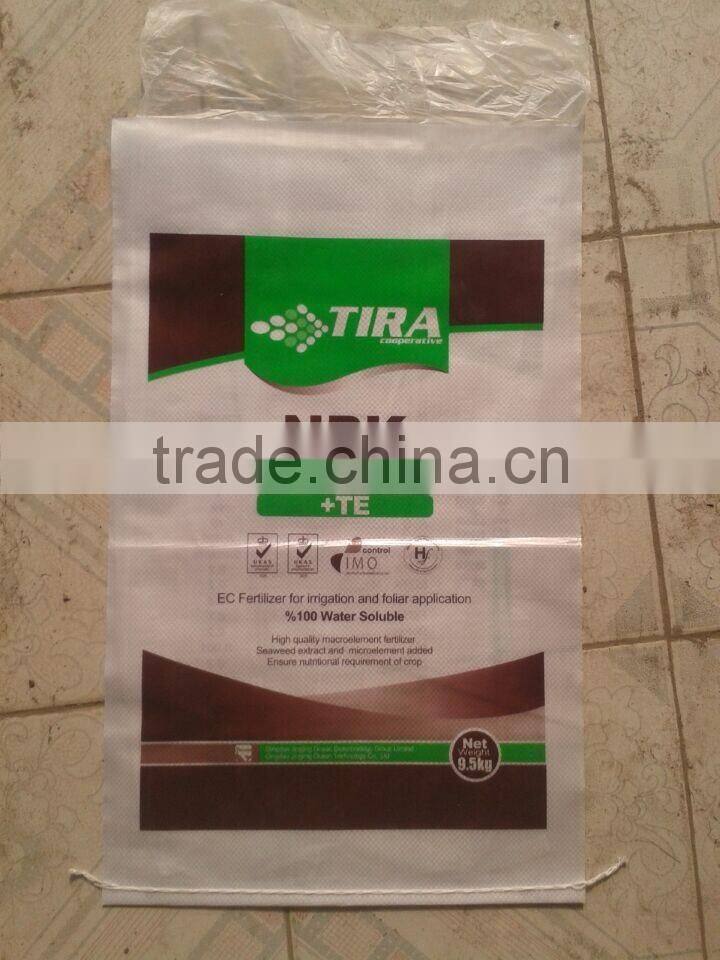 TIRA
cooperative
NPK
trade.china.cn
+TE
UKAS
UKAS
control
IMO
H
EC Fertilizer for irrigation and foliar application
%100 Water Soluble
High quality macroelement fertilizer
Seaweed extract and microelement added
Ensure nutritional requirement of crop
Net
Weight
9.5kg